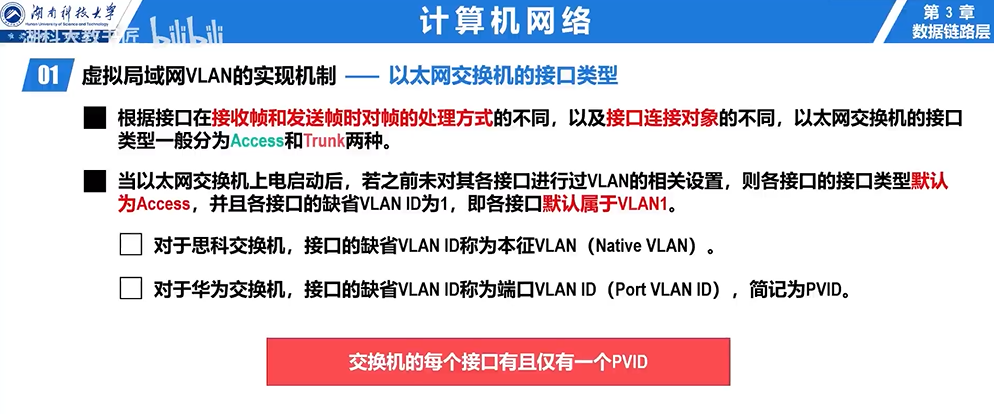 湖南科技大学
Hunan University of Science and Technology
计算机网络
第 3 章
数据链路层
湖科大教书匠 bilibili
01 虚拟局域网VLAN的实现机制 —— 以太网交换机的接口类型
根据接口在接收帧和发送帧时对帧的处理方式的不同，以及接口连接对象的不同，以太网交换机的接口
类型一般分为Access和Trunk两种。
当以太网交换机上电启动后，若之前未对其各接口进行过VLAN的相关设置，则各接口的接口类型默认
为Access，并且各接口的缺省VLAN ID为1，即各接口默认属于VLAN1。
对于思科交换机，接口的缺省VLAN ID称为本征VLAN（Native VLAN）。
对于华为交换机，接口的缺省VLAN ID称为端口VLAN ID（Port VLAN ID），简记为PVID。
交换机的每个接口有且仅有一个PVID